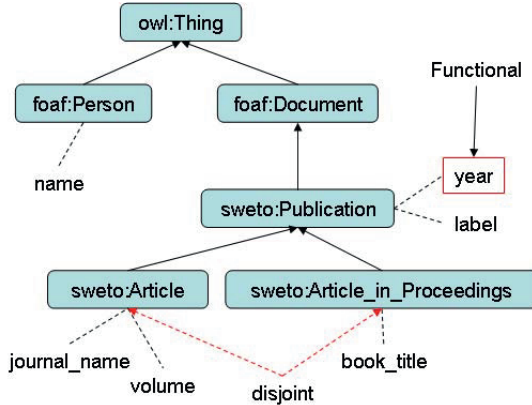 owl:Thing
foaf:Person
foaf:Document
Functional
name
year
sweto:Publication
label
sweto:Article
sweto:Article_in_Proceedings
journal_name
book_title
volume
disjoint